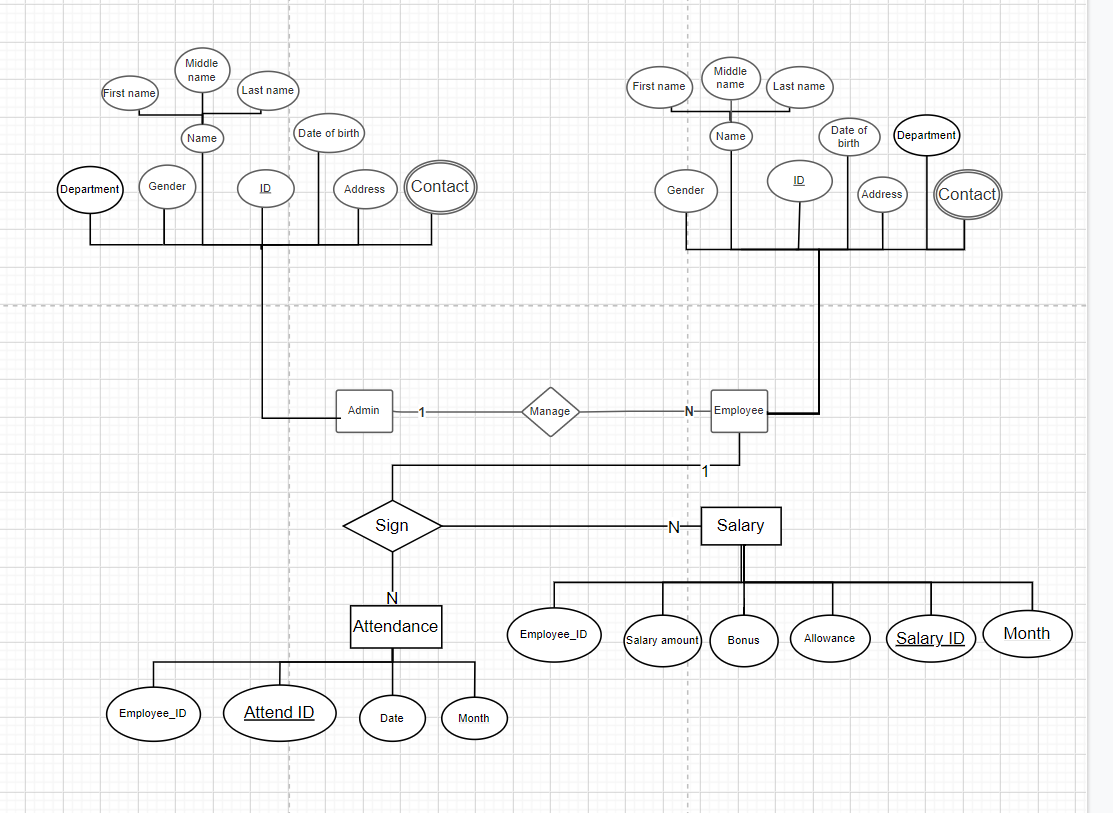 Middle
name
First name
Last name
Name
Date of birth
Department
Gender
ID
Address
Contact
Middle
name
First name
Last name
Name
Date of
birth
Department
Gender
ID
Address
Contact
Admin
1
Manage
N
Employee
1
Sign
N
Salary
N
Attendance
Employee_ID
Salary amount
Bonus
Allowance
Salary ID
Month
Employee_ID
Attend ID
Date
Month